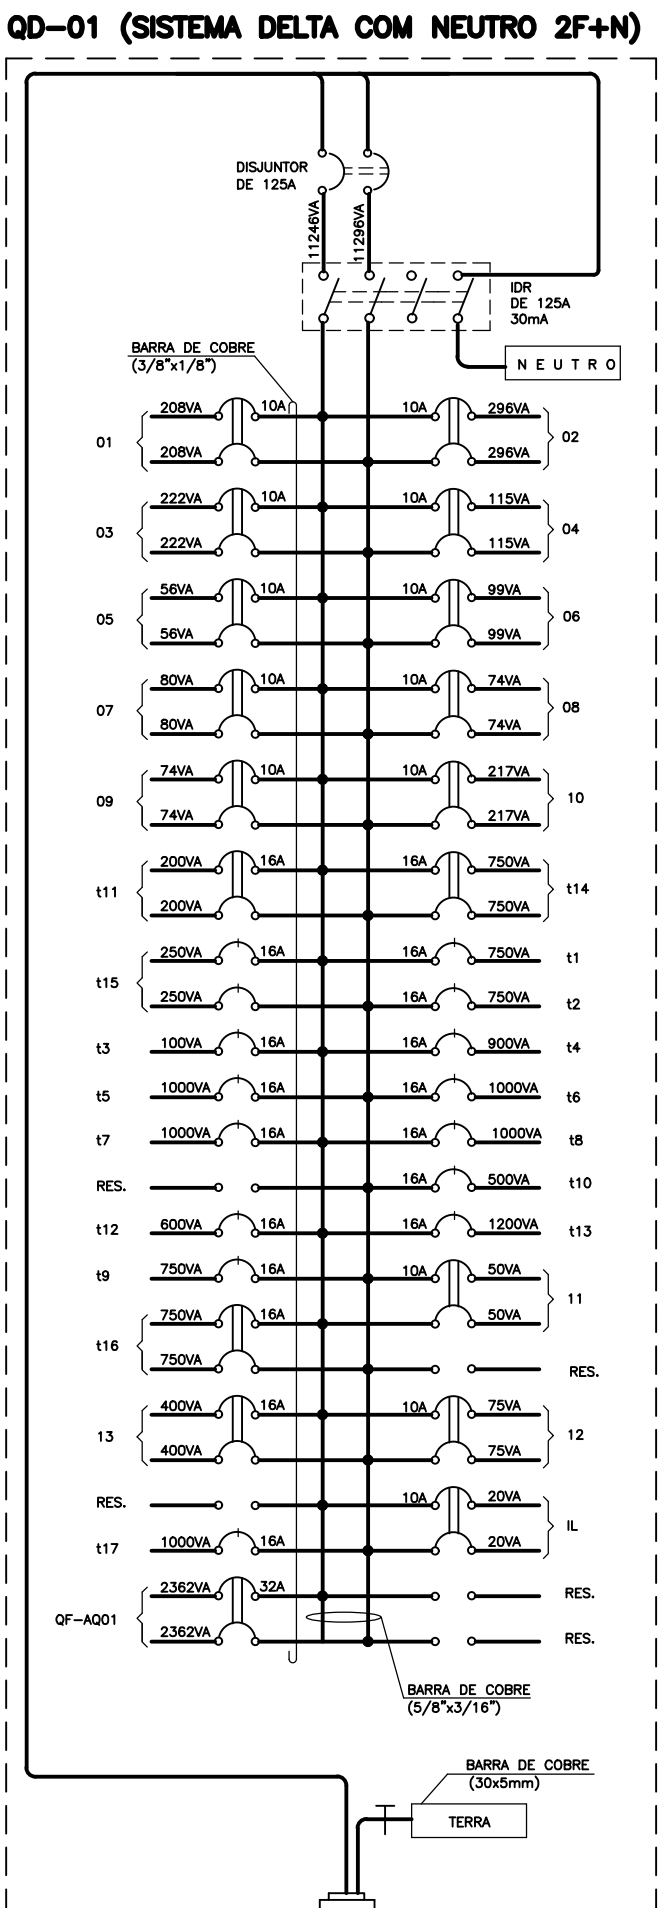 QD-01 (SISTEMA DELTA COM NEUTRO 2F+N)
DISJUNTOR
DE 125A
11246VA
11296VA
IDR
DE 125A
30mA
NEUTRO
BARRA DE COBRE
(3/8"x1/8")
208VA 10A 10A 296VA
01 02
208VA 296VA
222VA 10A 10A 115VA
03 04
222VA 115VA
56VA 10A 10A 99VA
05 06
56VA 99VA
80VA 10A 10A 74VA
07 08
80VA 74VA
74VA 10A 10A 217VA
09 10
74VA 217VA
200VA 16A 16A 750VA
t11 t14
200VA 750VA
250VA 16A 16A 750VA t1
t15
250VA 16A 750VA t2
t3 100VA 16A 16A 900VA t4
t5 1000VA 16A 16A 1000VA t6
t7 1000VA 16A 16A 1000VA t8
RES. 16A 500VA t10
t12 600VA 16A 16A 1200VA t13
t9 750VA 16A 10A 50VA
11
750VA 16A 50VA
t16
750VA RES.
400VA 16A 10A 75VA
13 12
400VA 75VA
RES. 10A 20VA
IL
t17 1000VA 16A 20VA
2362VA 32A RES.
QF-AQ01
2362VA RES.
BARRA DE COBRE
(5/8"x3/16")
BARRA DE COBRE
(30x5mm)
TERRA